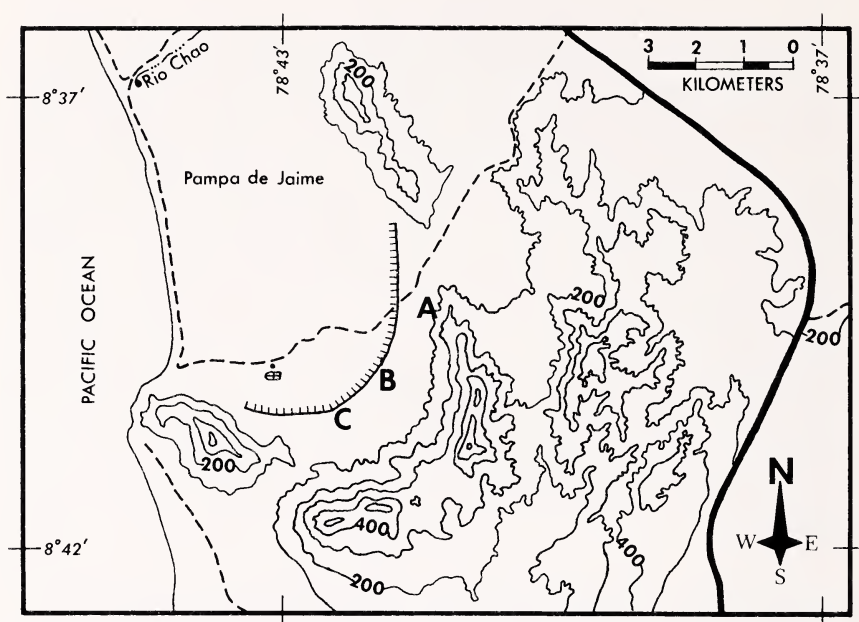 78°43'
78°37'
3 2 1 0
KILOMETERS
8°37'
Rio Chao
200
Pampa de Jaime
PACIFIC OCEAN
200
A
200
B
C
200
N
W E
S
400
400
8°42'
200